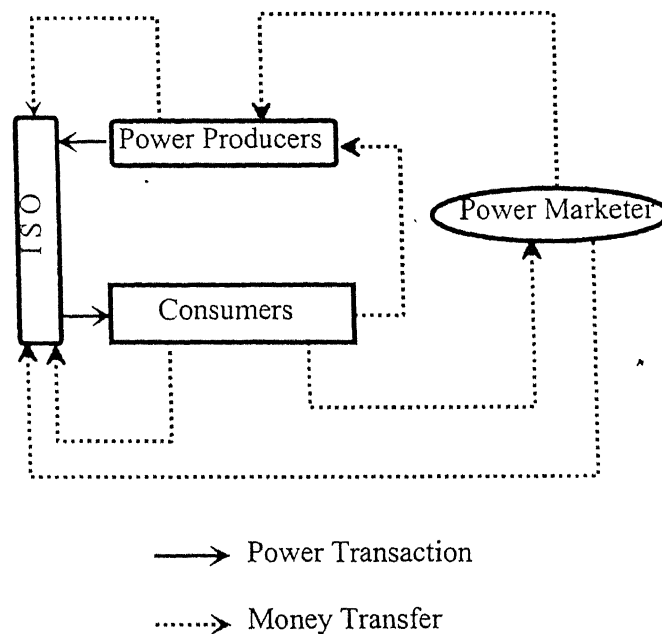 Power Producers
ISO
Power Marketer
Consumers
Power Transaction
Money Transfer